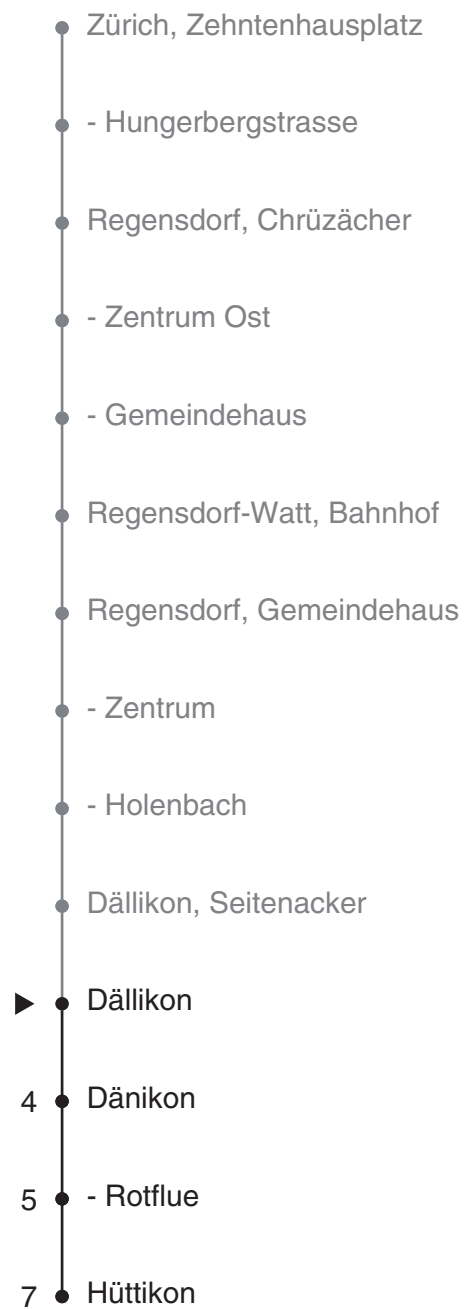 Zürich, Zehntenhausplatz
- Hungerbergstrasse
Regensdorf, Chrüzächer
- Zentrum Ost
- Gemeindehaus
Regensdorf-Watt, Bahnhof
Regensdorf, Gemeindehaus
- Zentrum
- Holenbach
Dällikon, Seitenacker
Dällikon
4 Dänikon
5 - Rotflue
7 Hüttikon